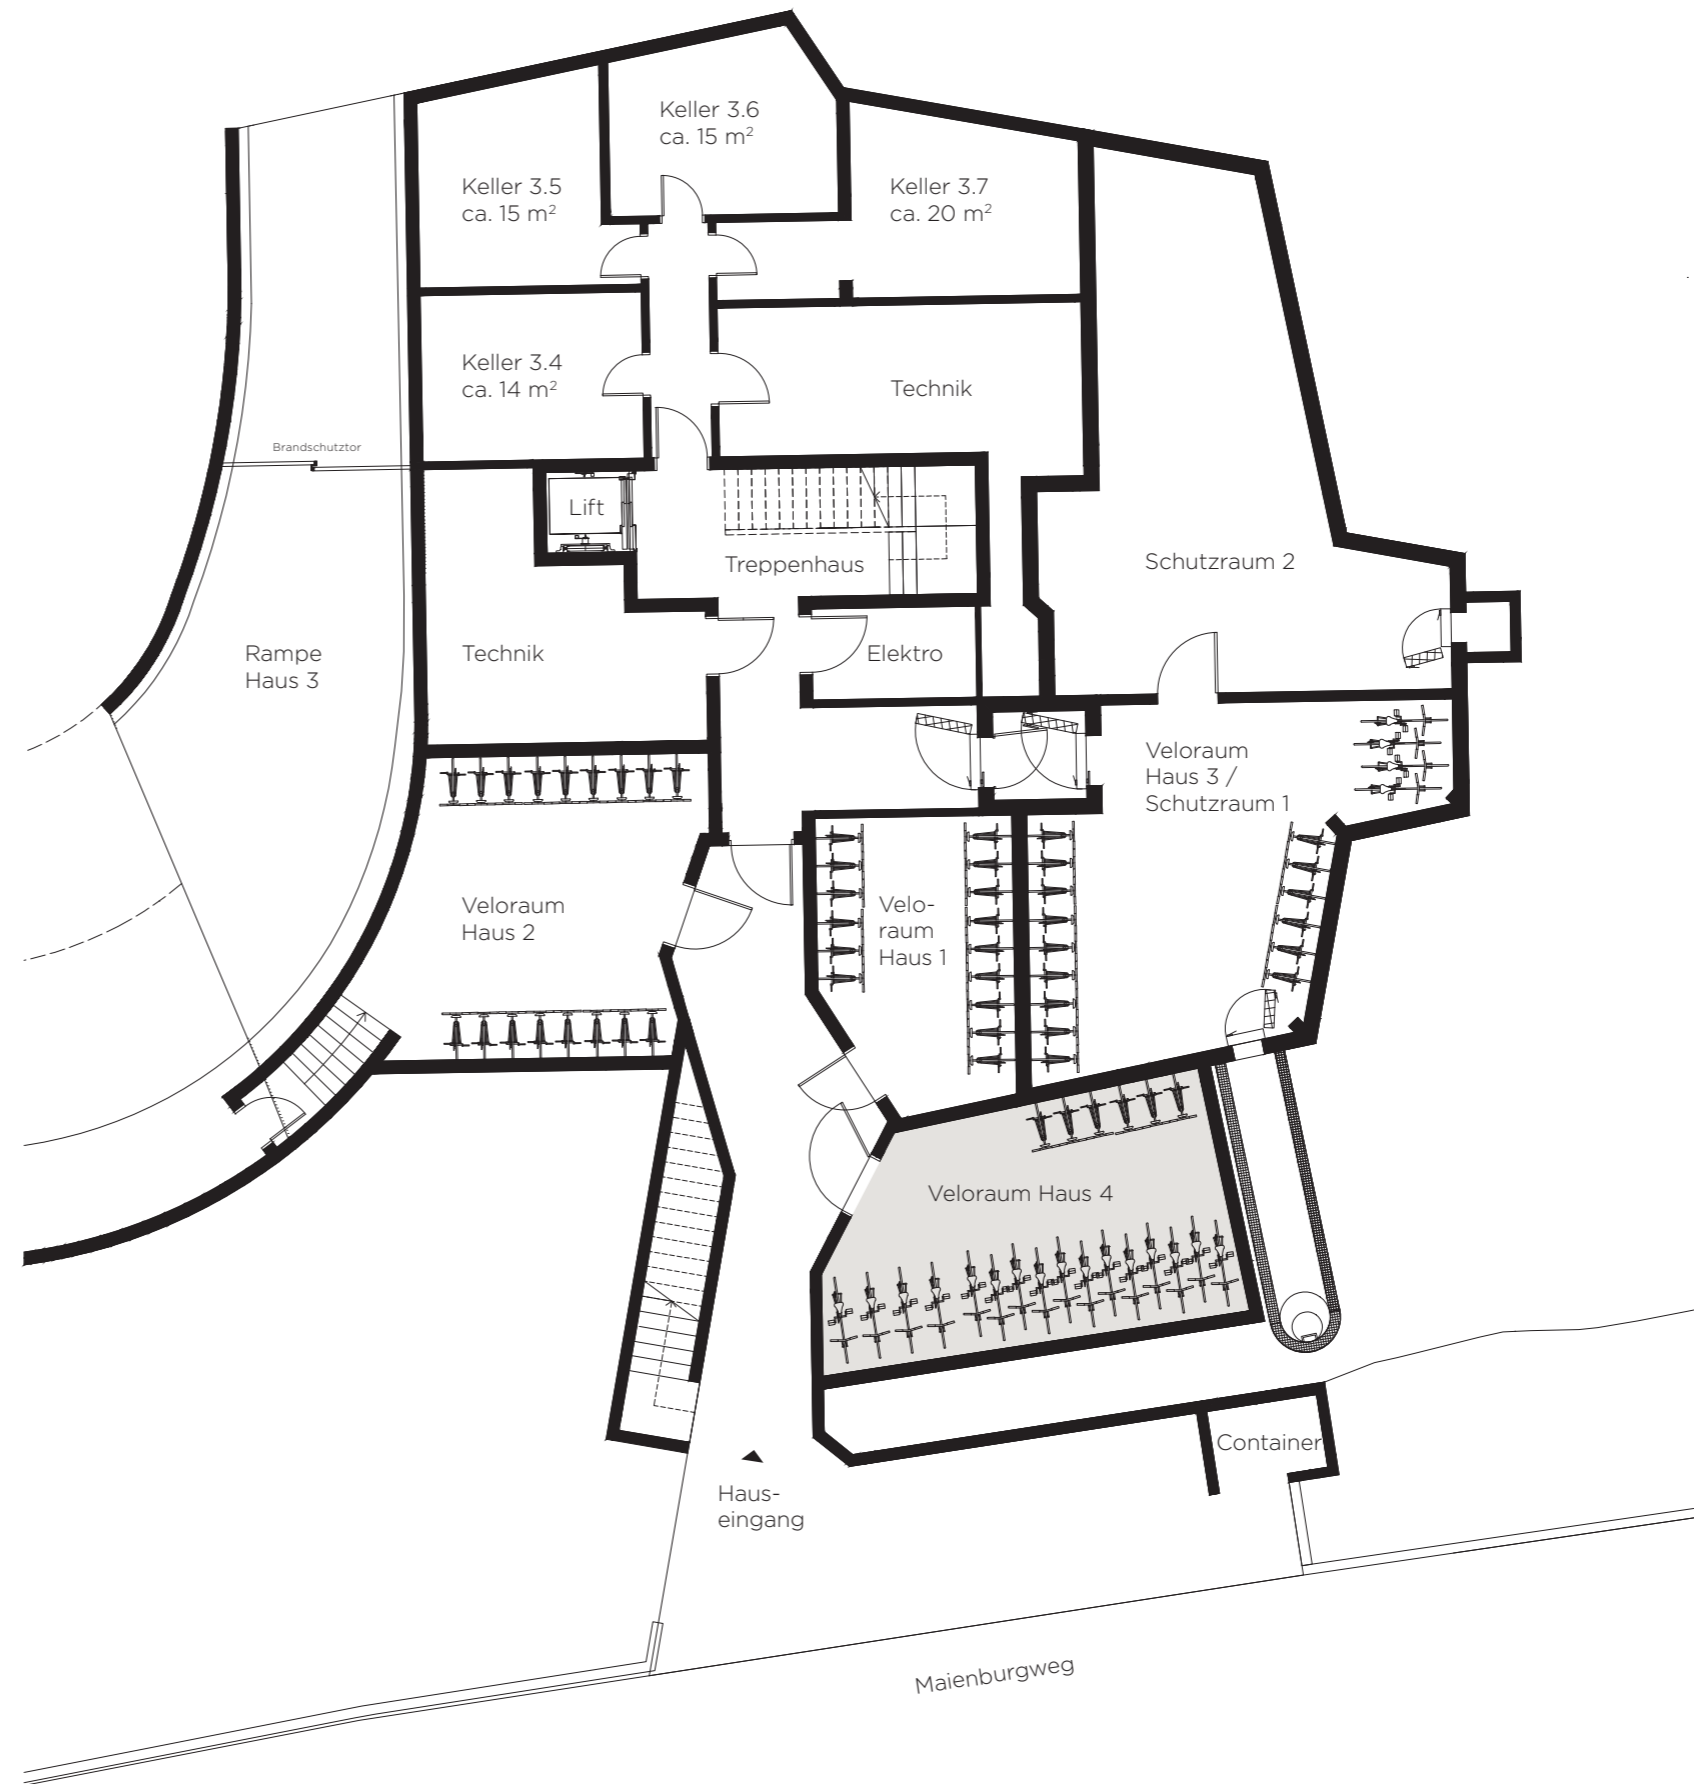 Keller 3.6
ca. 15 m²
Keller 3.5
ca. 15 m²
Keller 3.7
ca. 20 m²
Keller 3.4
ca. 14 m²
Technik
Brandschutztor
Lift
Treppenhaus
Schutzraum 2
Rampe
Haus 3
Technik
Elektro
Veloraum
Haus 3 /
Schutzraum 1
Veloraum
Haus 2
Velo-
raum
Haus 1
Veloraum Haus 4
Container
Haus-
eingang
Maienburgweg